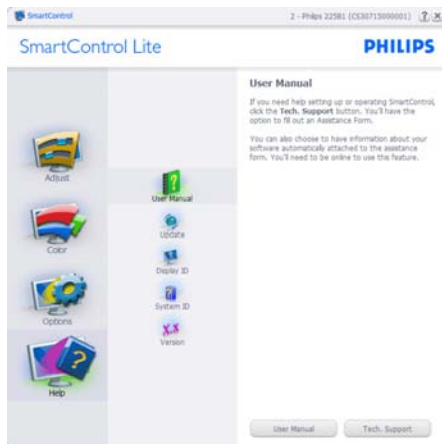 SmartControl
2 - Philips 225B1 (CS30715000001)
SmartControl Lite
PHILIPS
Adjust
Color
Options
Help
User Manual
Update
Display ID
System ID
X.X
Version
User Manual
If you need help setting up or operating SmartControl,
click the Tech. Support button. You'll have the
option to fill out an Assistance Form.
You can also choose to have information about your
software automatically attached to the assistance
form. You'll need to be online to use this feature.
User Manual
Tech. Support